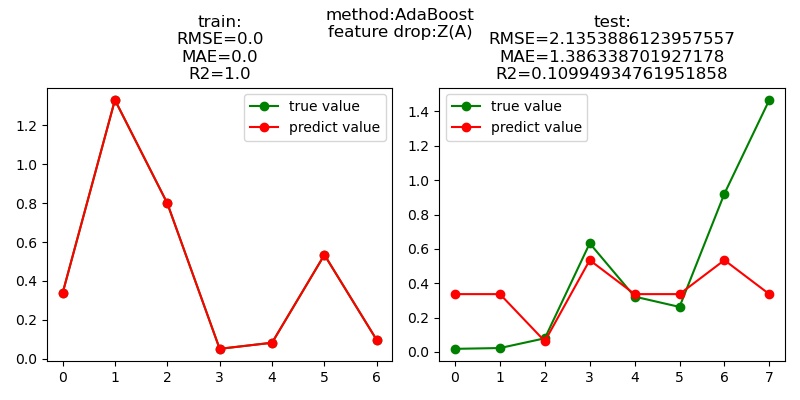 method:AdaBoost
feature drop:Z(A)
train:
RMSE=0.0
MAE=0.0
R2=1.0
true value
predict value
1.2
1.0
0.8
0.6
0.4
0.2
0.0
0 1 2 3 4 5 6
test:
RMSE=2.1353886123957557
MAE=1.386338701927178
R2=0.10994934761951858
true value
predict value
1.4
1.2
1.0
0.8
0.6
0.4
0.2
0.0
0 1 2 3 4 5 6 7